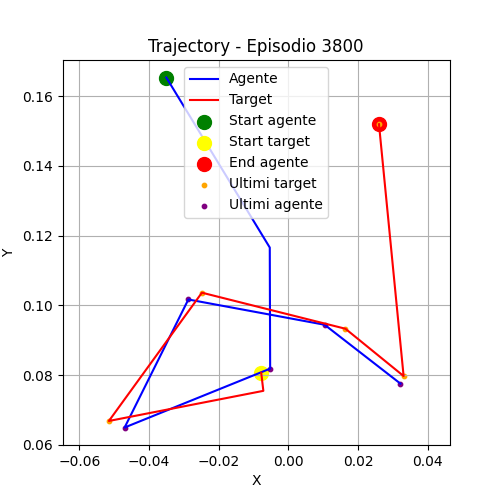 Trajectory - Episodio 3800
Agente
Target
Start agente
Start target
End agente
Ultimi target
Ultimi agente
0.16
0.14
0.12
0.10
0.08
0.06
Y
−0.06 −0.04 −0.02 0.00 0.02 0.04
X